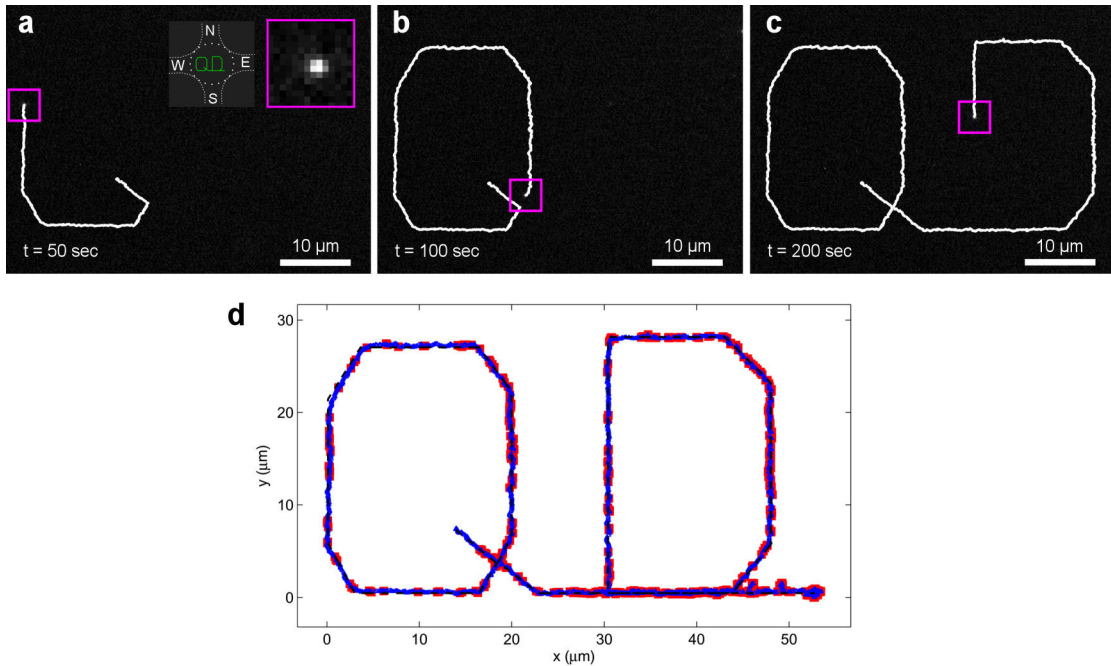 a
N
W QD E
S
t = 50 sec
10 µm
b
t = 100 sec
10 µm
c
t = 200 sec
10 µm
d
30
20
10
0
y (µm)
0 10 20 30 40 50
x (µm)